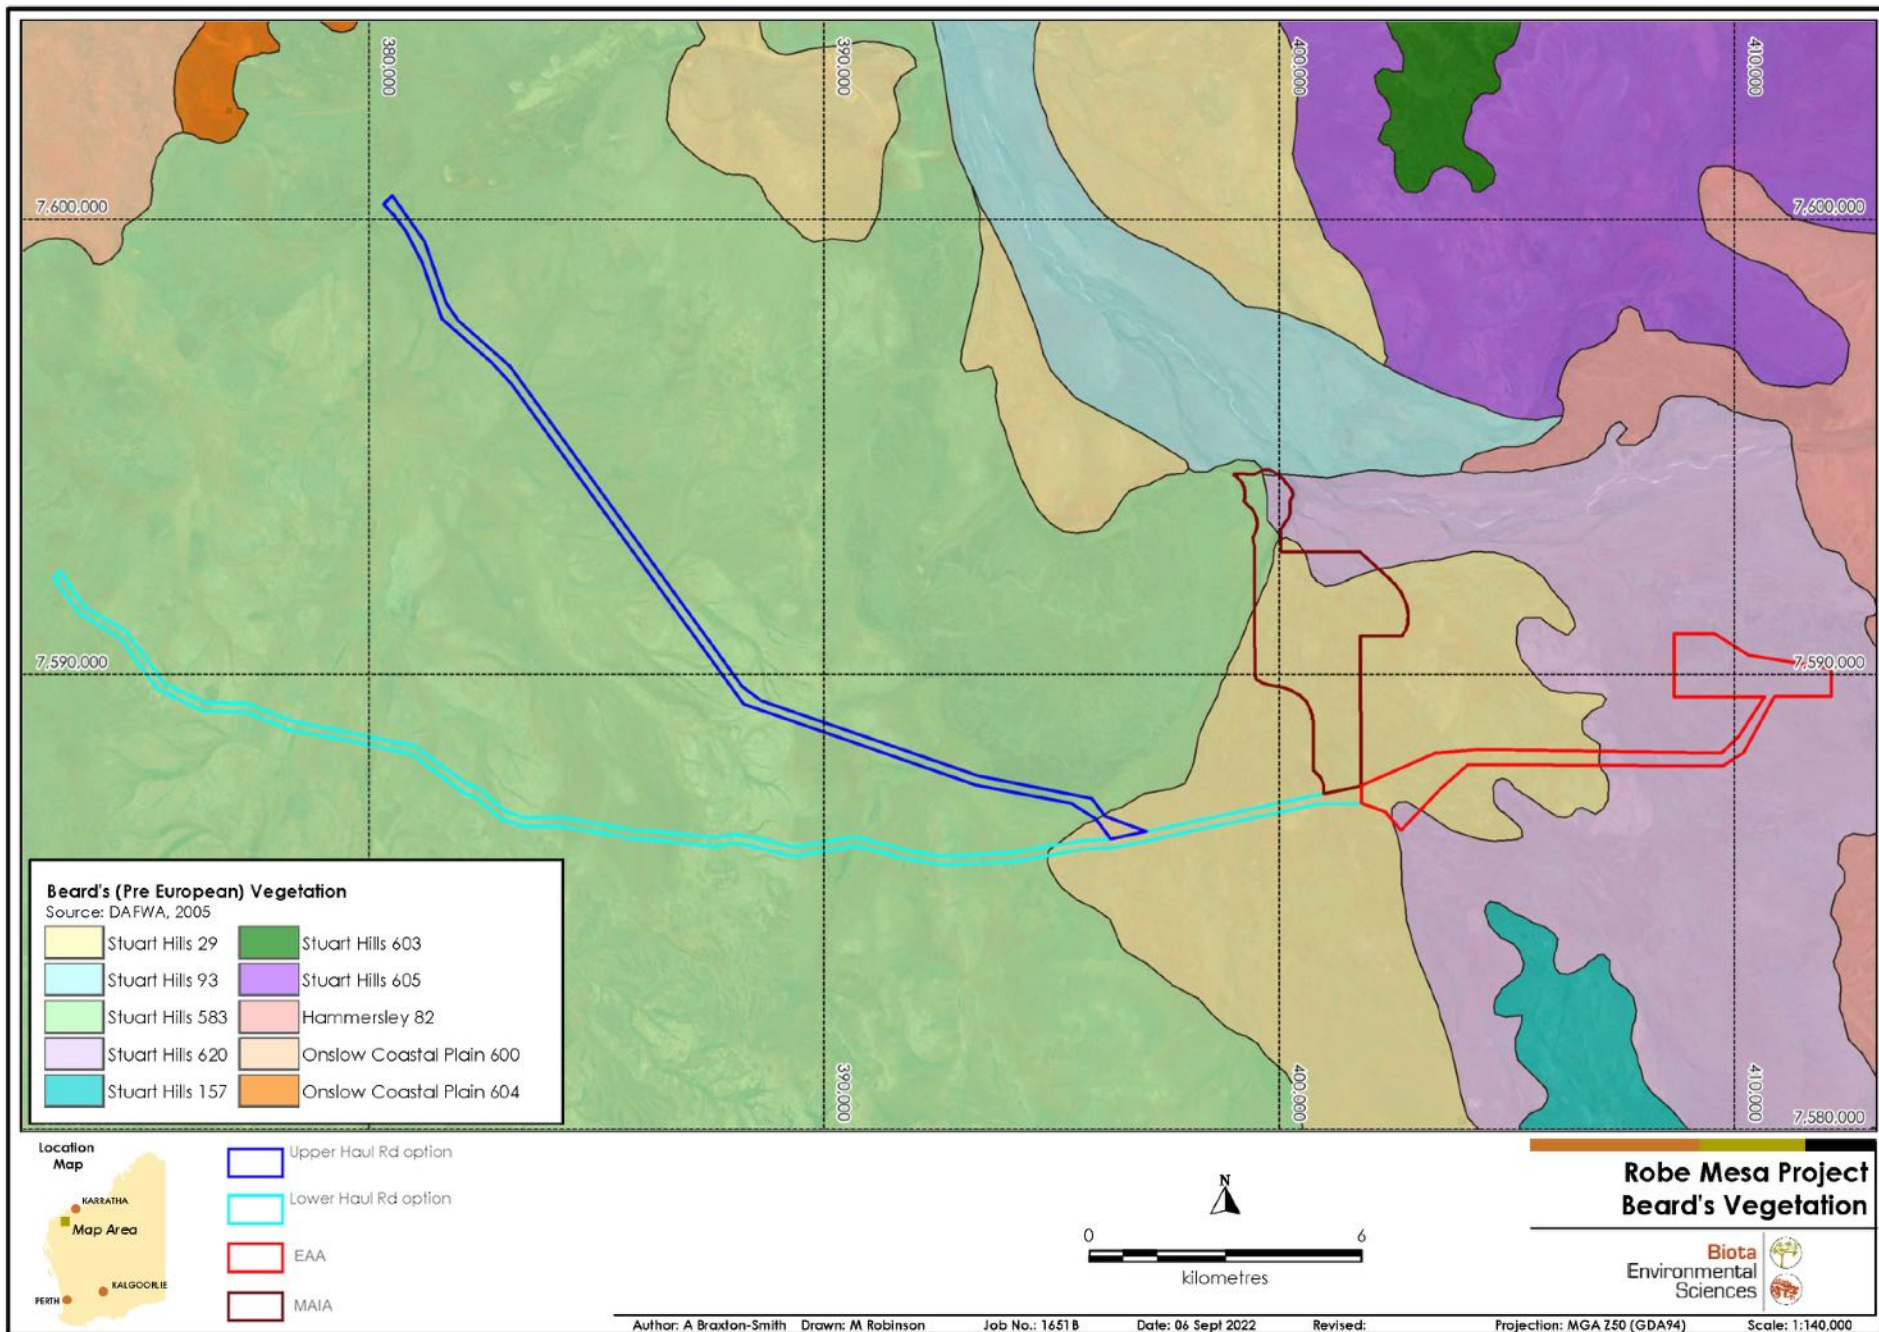 380,000
390,000
400,000
410,000
7,600,000
7,600,000
7,590,000
7,590,000
Beard's (Pre European) Vegetation
Source: DAFWA, 2005
Stuart Hills 29
Stuart Hills 603
Stuart Hills 93
Stuart Hills 605
Stuart Hills 583
Hammersley 82
Stuart Hills 620
Onslow Coastal Plain 600
Stuart Hills 157
Onslow Coastal Plain 604
390,000
400,000
410,000
7,580,000
Location
Map
KARRATHA
Map Area
KALGOORLIE
PERTH
Upper Haul Rd option
Lower Haul Rd option
EAA
MAIA
N
0 6
kilometres
Robe Mesa Project
Beard's Vegetation
Biota
Environmental
Sciences
Author: A Braxton-Smith Drawn: M Robinson Job No.: 1651B Date: 06 Sept 2022 Revised: Projection: MGA Z50 (GDA94) Scale: 1:140,000